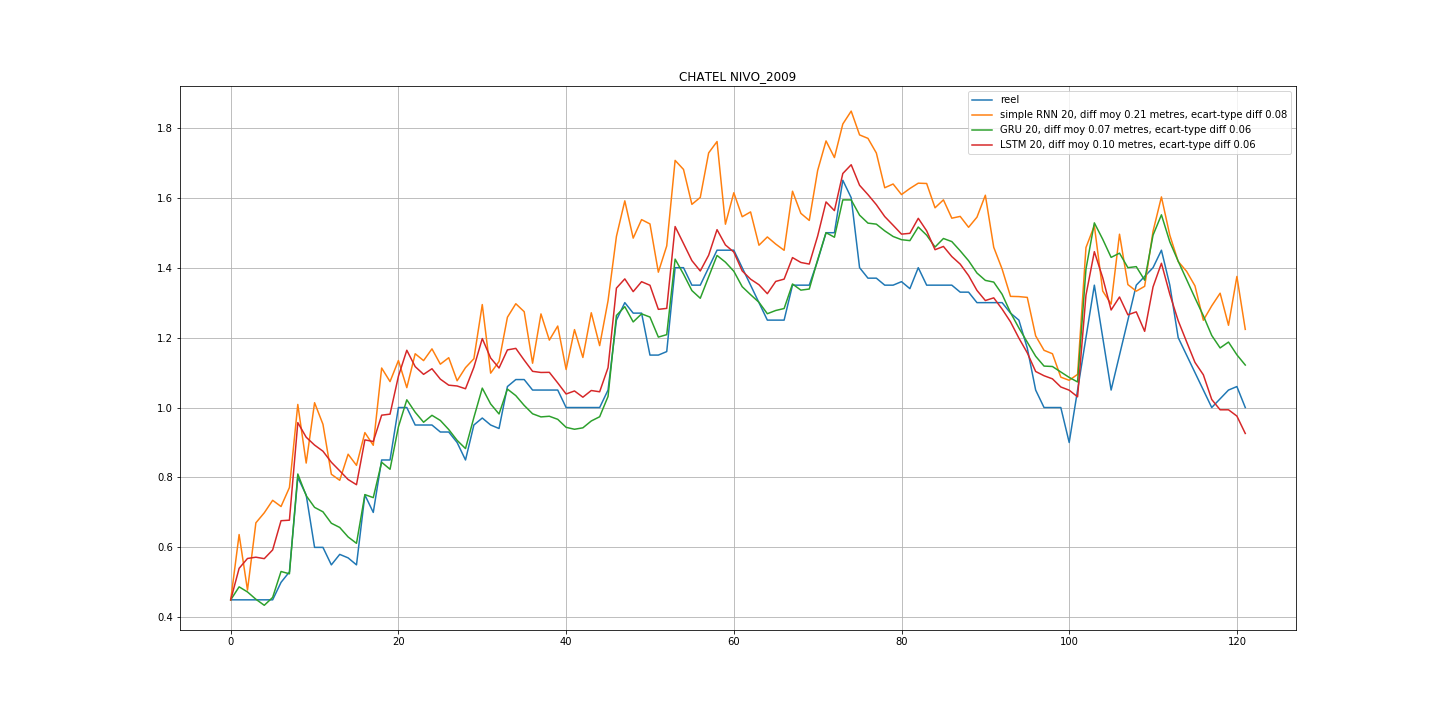 CHATEL NIVO_2009
reel
simple RNN 20, diff moy 0.21 metres, ecart-type diff 0.08
GRU 20, diff moy 0.07 metres, ecart-type diff 0.06
LSTM 20, diff moy 0.10 metres, ecart-type diff 0.06
1.8
1.6
1.4
1.2
1.0
0.8
0.6
0.4
0 20 40 60 80 100 120